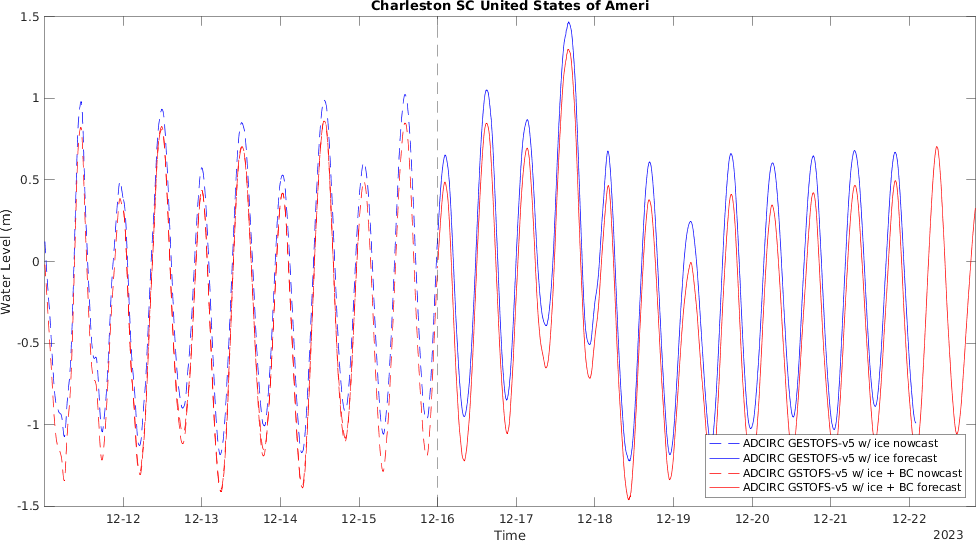 Charleston SC United States of Ameri
1.5
1
0.5
0
-0.5
-1
-1.5
Water Level (m)
ADCIRC GESTOFS-v5 w/ ice nowcast
ADCIRC GESTOFS-v5 w/ ice forecast
ADCIRC GSTOFS-v5 w/ ice + BC nowcast
ADCIRC GSTOFS-v5 w/ ice + BC forecast
12-12 12-13 12-14 12-15 12-16 12-17 12-18 12-19 12-20 12-21 12-22
Time
2023